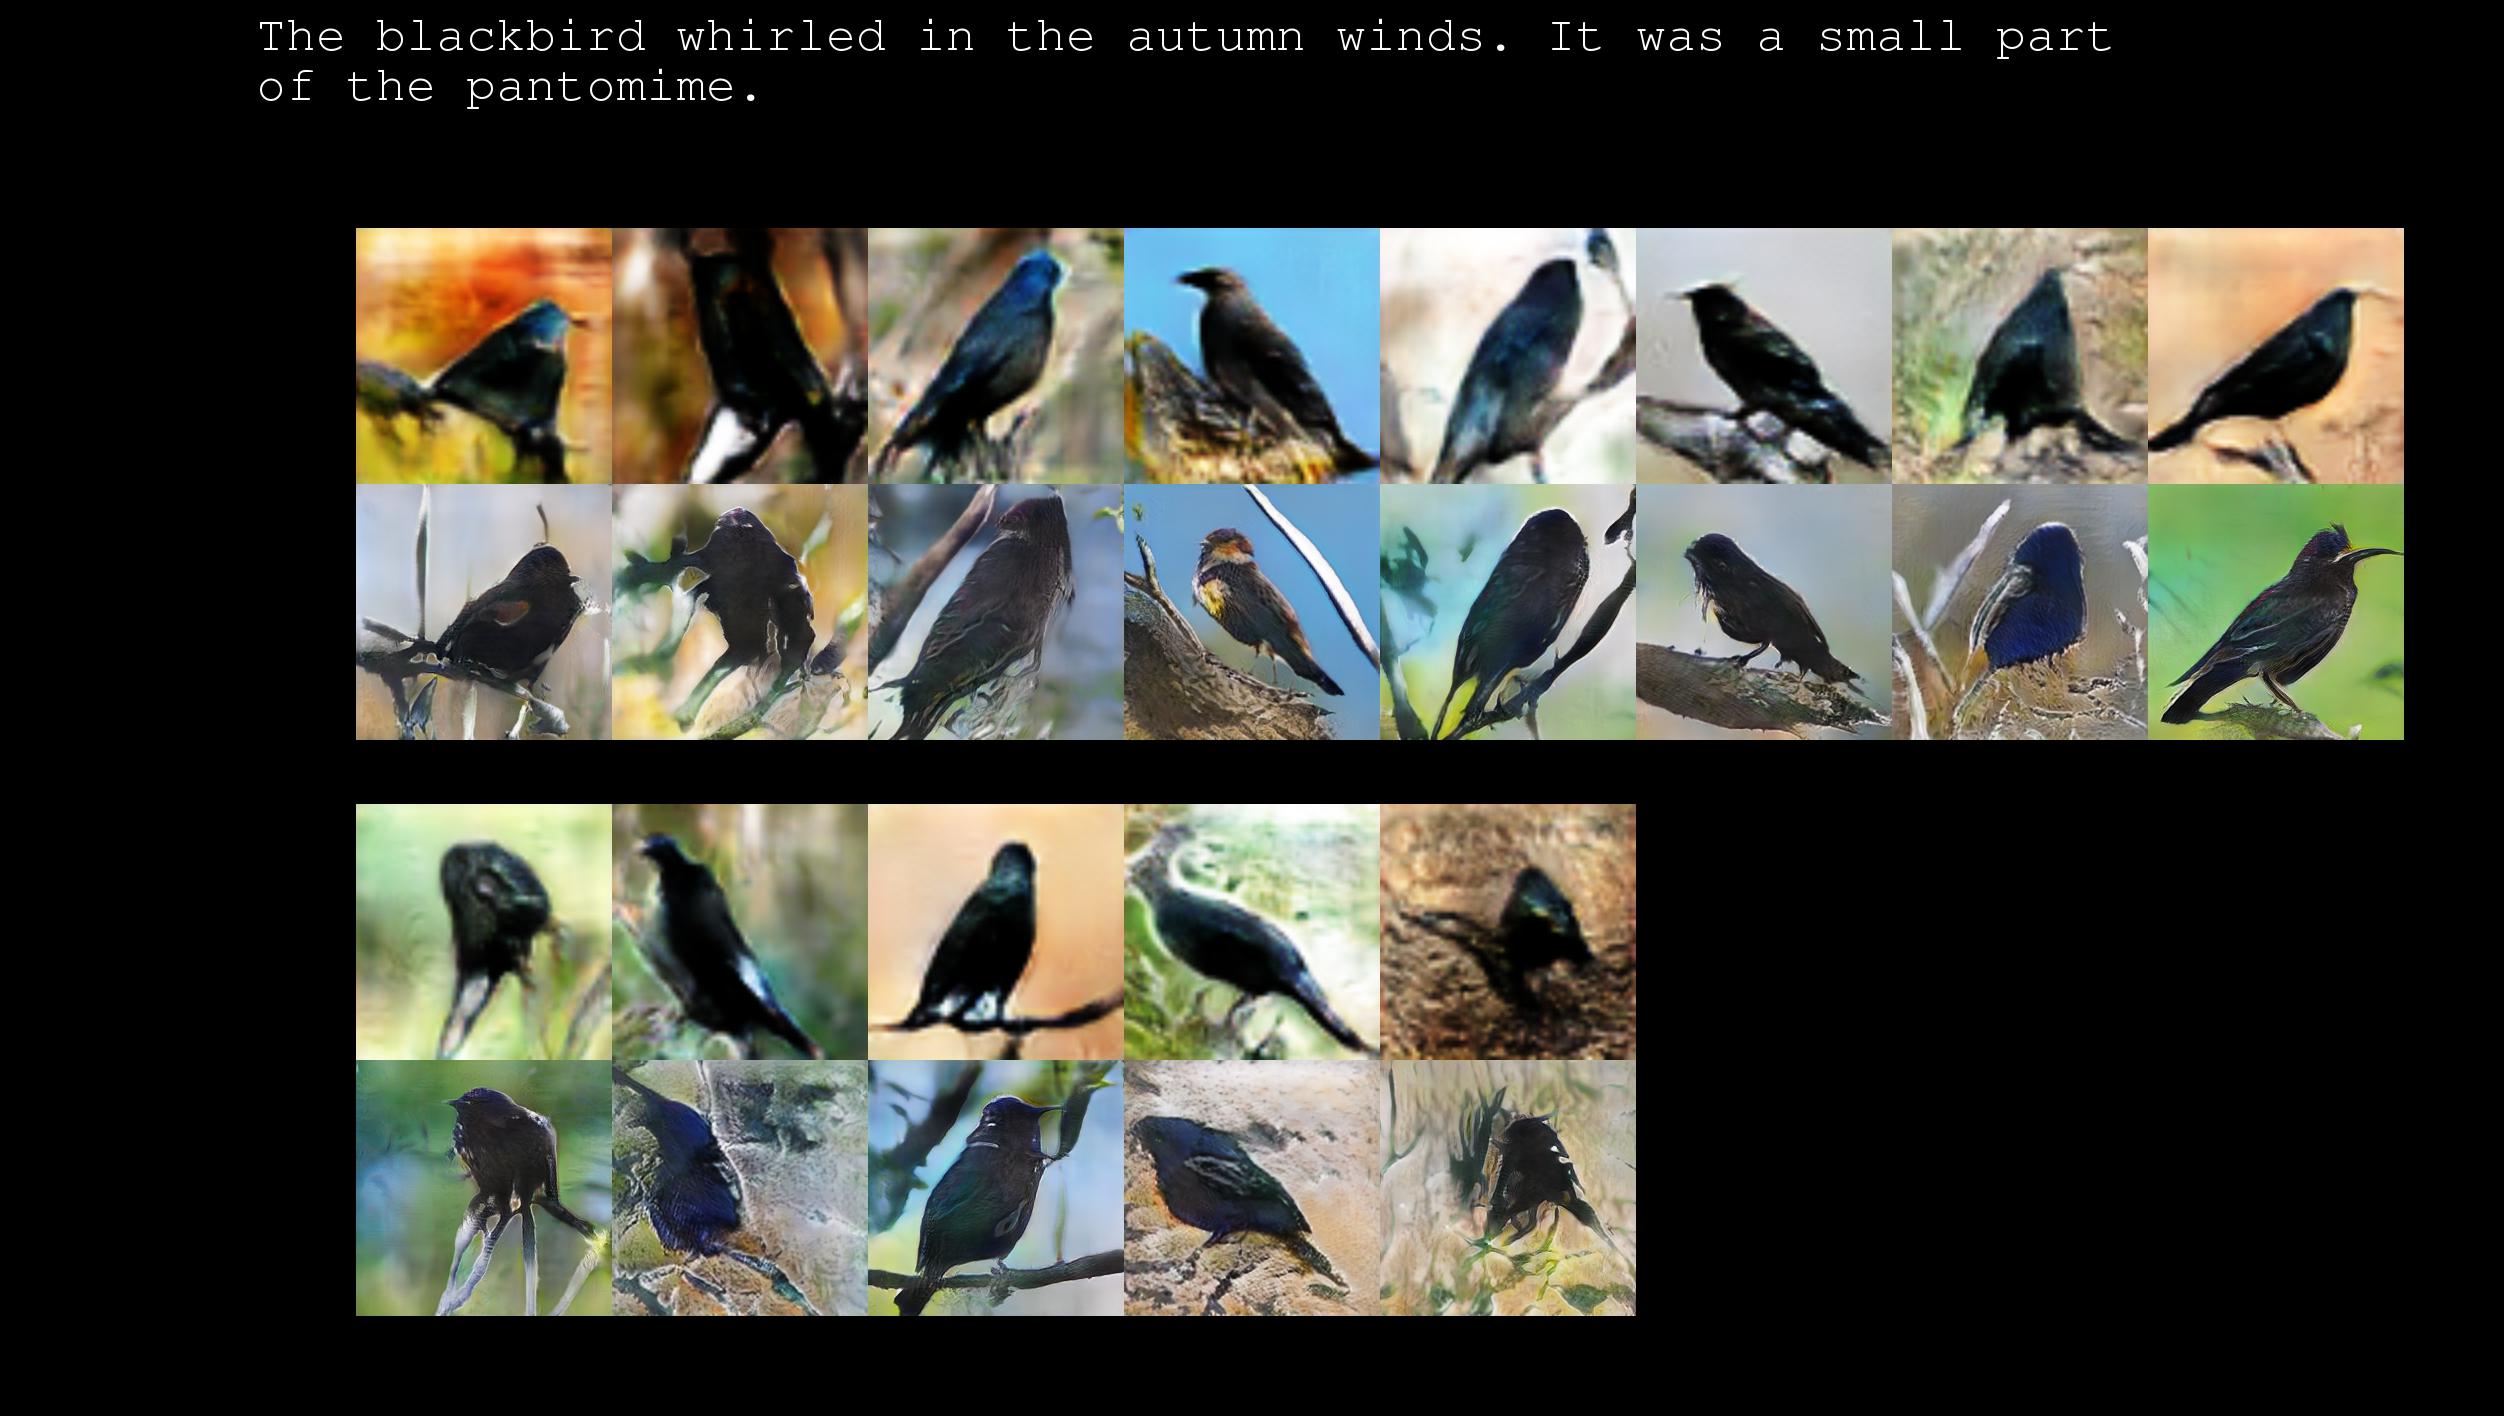 The blackbird whirled in the autumn winds. It was a small part
of the pantomime.